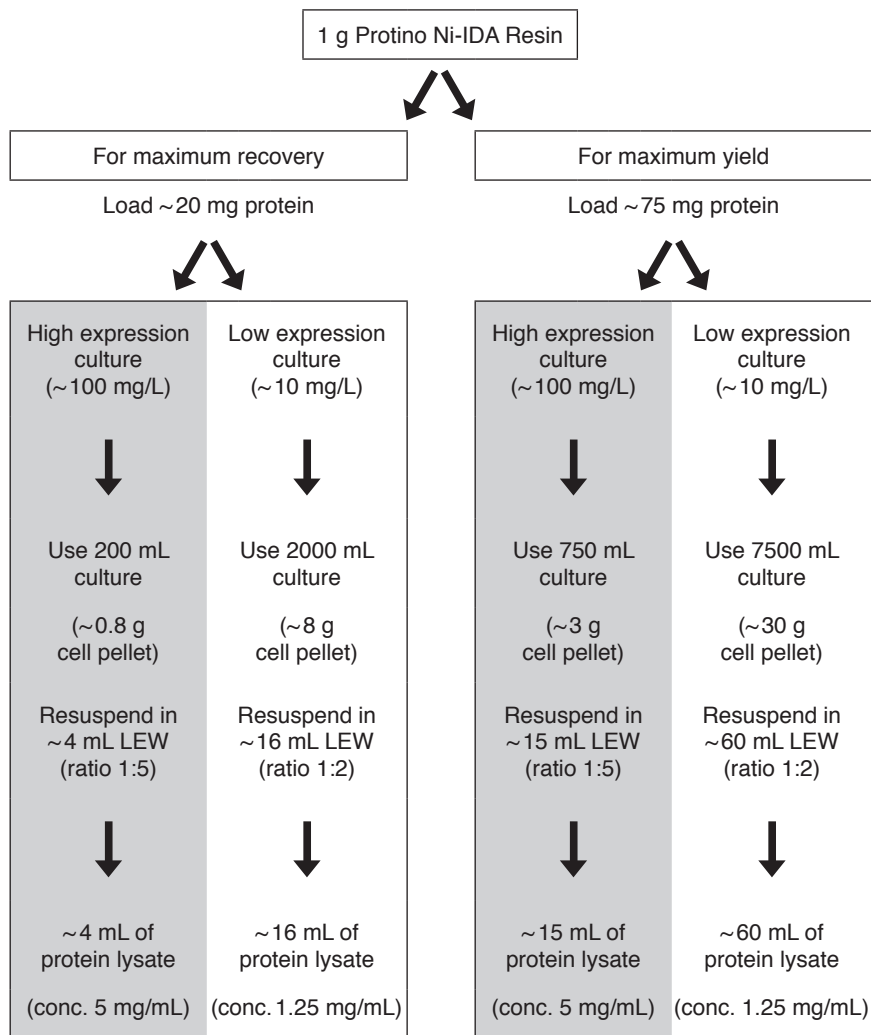 1 g Protino Ni-IDA Resin
For maximum recovery
Load ~20 mg protein
High expression
culture
(~100 mg/L)
Use 200 mL
culture
(~0.8 g
cell pellet)
Resuspend in
~4 mL LEW
(ratio 1:5)
~4 mL of
protein lysate
(conc. 5 mg/mL)
Low expression
culture
(~10 mg/L)
Use 2000 mL
culture
(~8 g
cell pellet)
Resuspend in
~16 mL LEW
(ratio 1:2)
~16 mL of
protein lysate
(conc. 1.25 mg/mL)
For maximum yield
Load ~75 mg protein
High expression
culture
(~100 mg/L)
Use 750 mL
culture
(~3 g
cell pellet)
Resuspend in
~15 mL LEW
(ratio 1:5)
~15 mL of
protein lysate
(conc. 5 mg/mL)
Low expression
culture
(~10 mg/L)
Use 7500 mL
culture
(~30 g
cell pellet)
Resuspend in
~60 mL LEW
(ratio 1:2)
~60 mL of
protein lysate
(conc. 1.25 mg/mL)